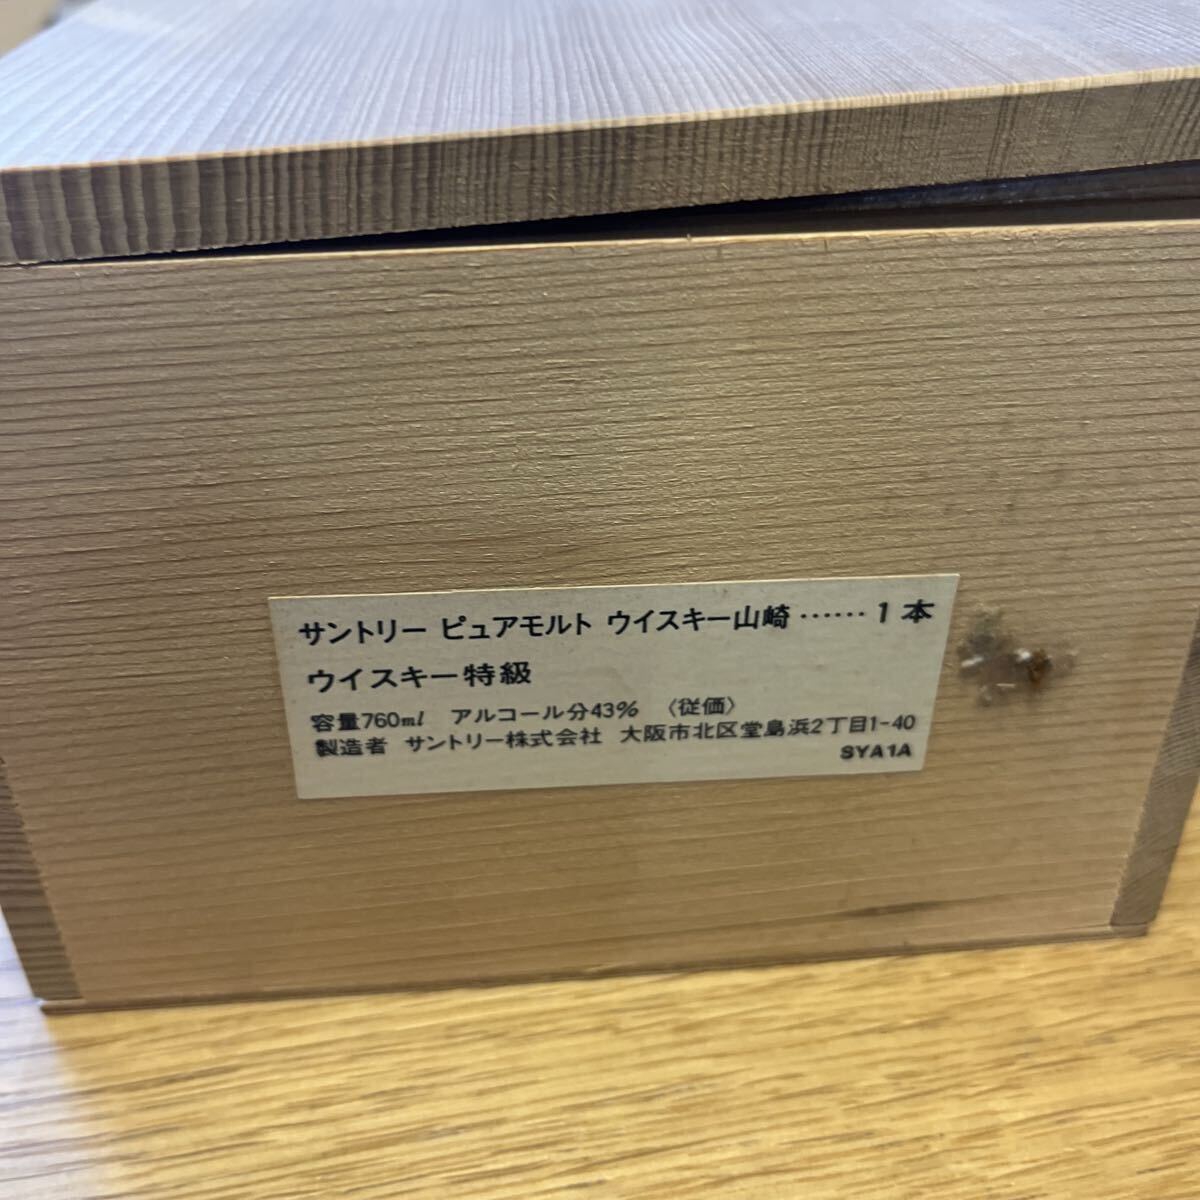 サントリー ピュアモルト ウイスキー山崎……1本
ウイスキー特級
容量760ml アルコール分43% 〈従価〉
製造者 サントリー株式会社 大阪市北区堂島浜2丁目1-40
SYA1A